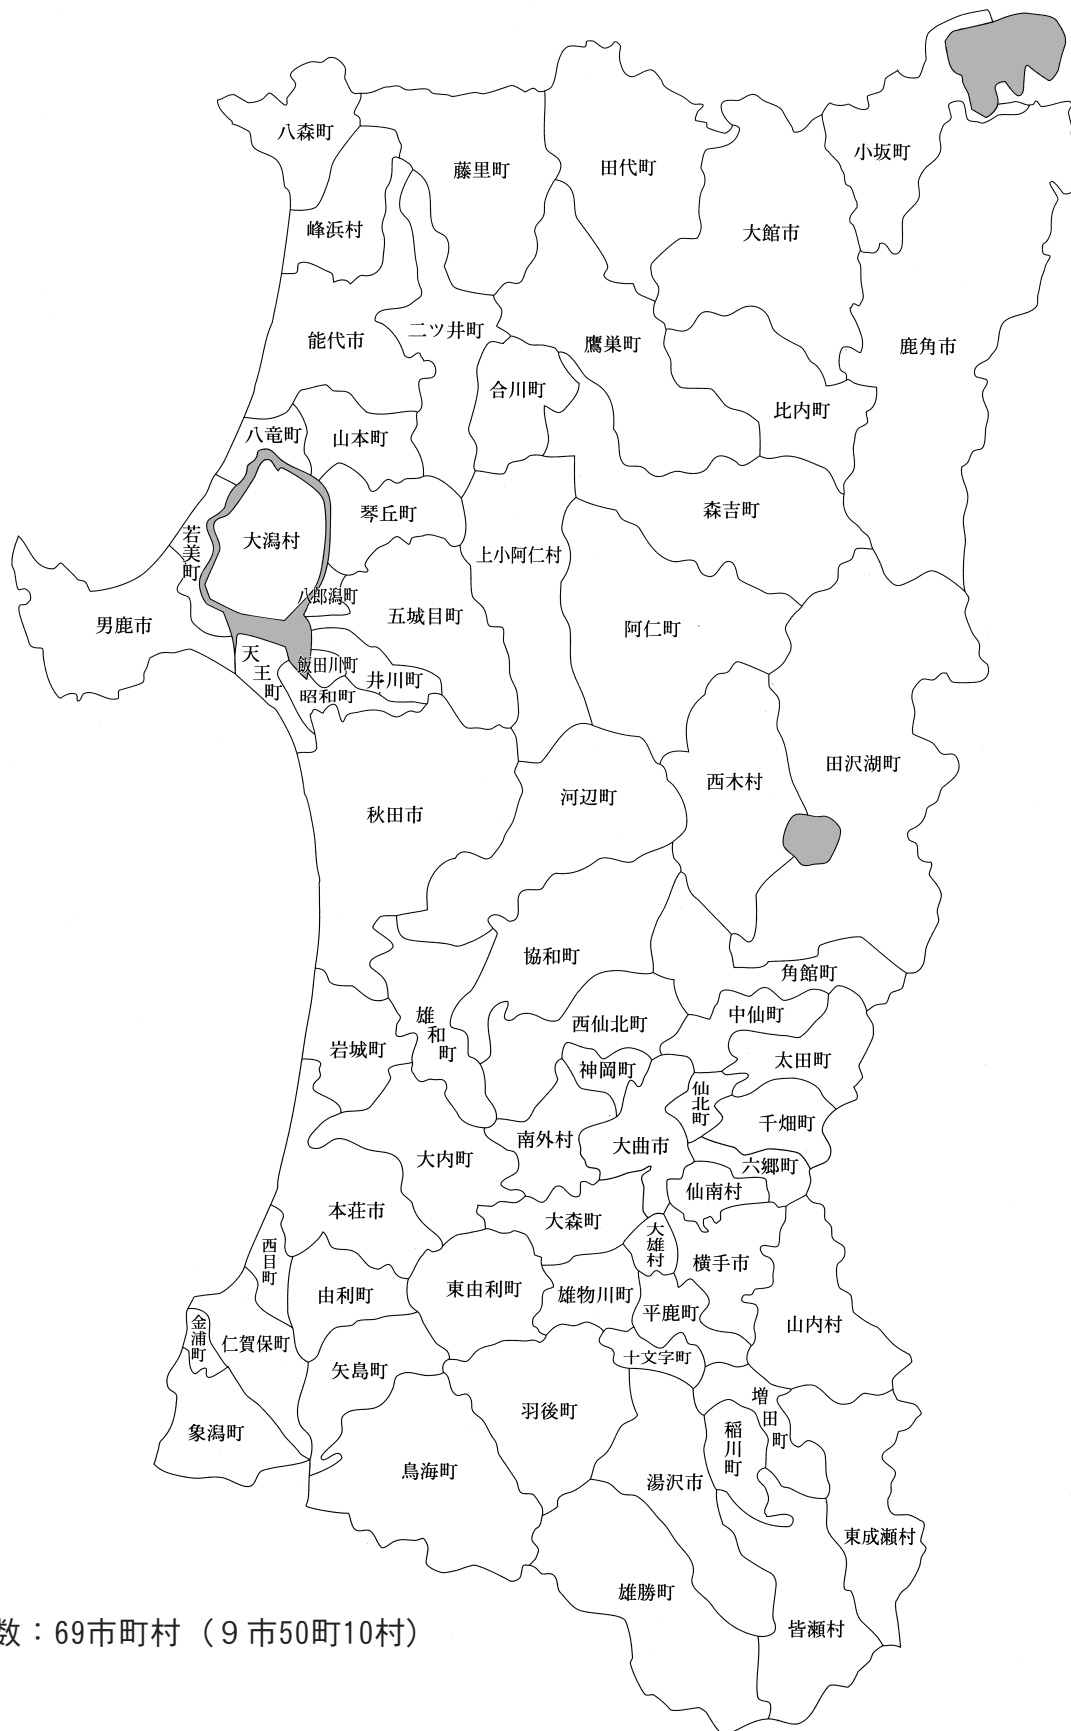 八森町
小坂町
藤里町
田代町
峰浜村
大館市
二ツ井町
能代市
鷹巣町
鹿角市
合川町
比内町
八竜町
山本町
森吉町
琴丘町
若美町
大潟村
上小阿仁村
八郎潟町
五城目町
男鹿市
阿仁町
天王町
飯田川町
井川町
昭和町
田沢湖町
西木村
河辺町
秋田市
協和町
角館町
中仙町
雄和町
西仙北町
岩城町
太田町
神岡町
仙北町
千畑町
南外村
大曲市
大内町
六郷町
仙南村
本荘市
大森町
大雄村
西目町
横手市
由利町
東由利町
雄物川町
平鹿町
山内村
金浦町
仁賀保町
十文字町
矢島町
増田町
羽後町
稲川町
象潟町
鳥海町
湯沢市
東成瀬村
雄勝町
皆瀬村
数：69市町村（９市50町10村）